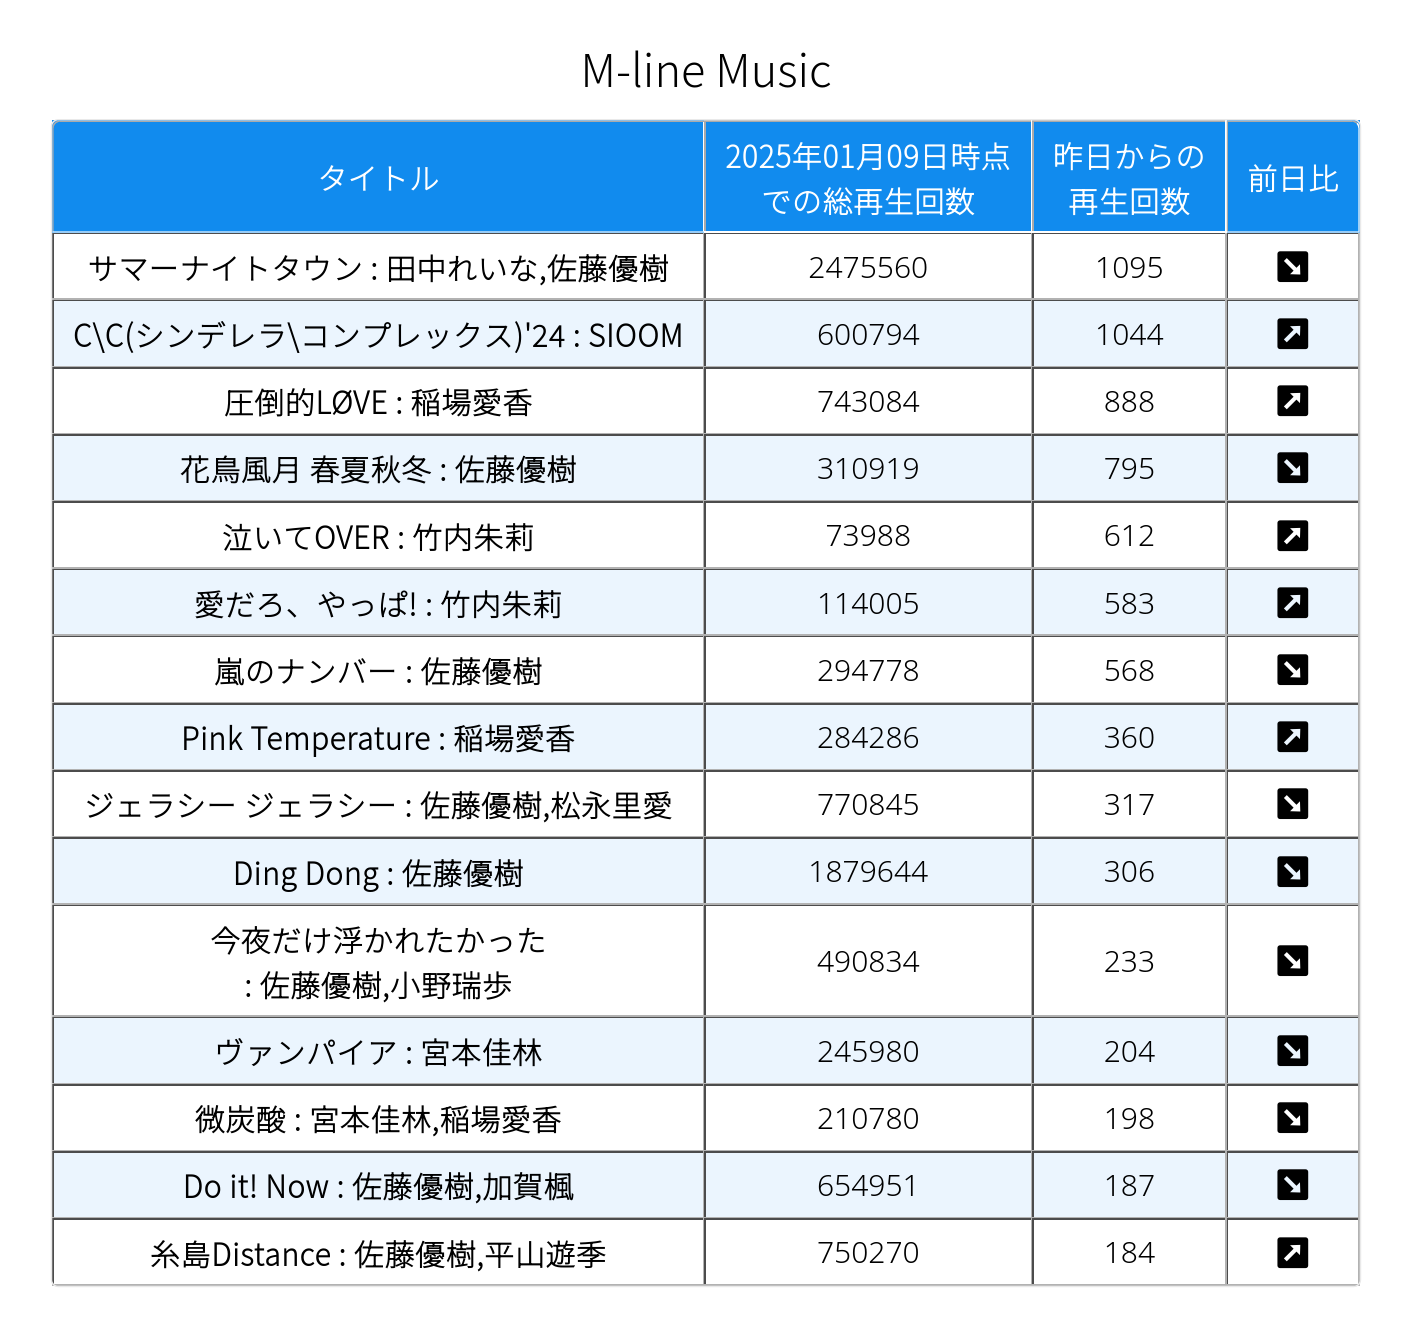 M-line Music
タイトル
2025年01月09日時点
での総再生回数
昨日からの
再生回数
前日比
サマーナイトタウン : 田中れいな,佐藤優樹 2475560 1095 ↘
C\C(シンデレラ\コンプレックス)'24 : SIOOM 600794 1044 ↗
圧倒的LØVE : 稲場愛香 743084 888 ↗
花鳥風月 春夏秋冬 : 佐藤優樹 310919 795 ↘
泣いてOVER : 竹内朱莉 73988 612 ↗
愛だろ、やっぱ! : 竹内朱莉 114005 583 ↗
嵐のナンバー : 佐藤優樹 294778 568 ↘
Pink Temperature : 稲場愛香 284286 360 ↗
ジェラシー ジェラシー : 佐藤優樹,松永里愛 770845 317 ↘
Ding Dong : 佐藤優樹 1879644 306 ↘
今夜だけ浮かれたかった
: 佐藤優樹,小野瑞歩 490834 233 ↘
ヴァンパイア : 宮本佳林 245980 204 ↘
微炭酸 : 宮本佳林,稲場愛香 210780 198 ↘
Do it! Now : 佐藤優樹,加賀楓 654951 187 ↘
糸島Distance : 佐藤優樹,平山遊季 750270 184 ↗